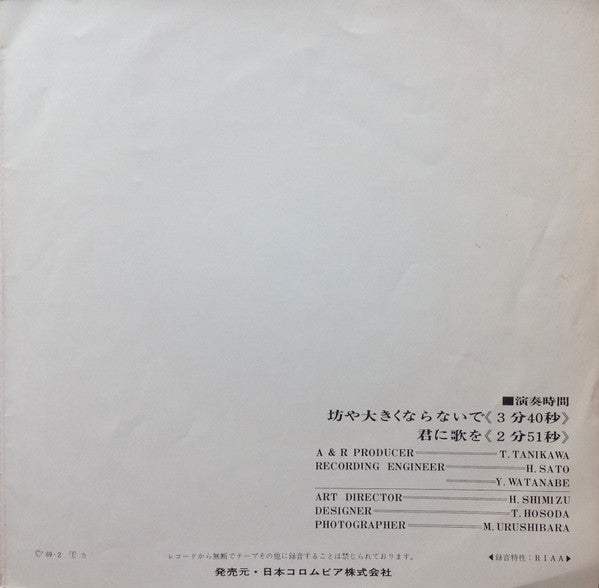 ■演奏時間
坊や大きくならないで《3分40秒》
君に歌を《2分51秒》
A & R PRODUCER T. TANIKAWA
RECORDING ENGINEER H. SATO
Y. WATANABE
ART DIRECTOR H. SHIMIZU
DESIGNER T. HOSODA
PHOTOGRAPHER M. URUSHIBARA
69・2
レコードから無断でテープその他に録音することは禁じられております。
◀録音特性：RIAA▶
発売元・日本コロムビア株式会社